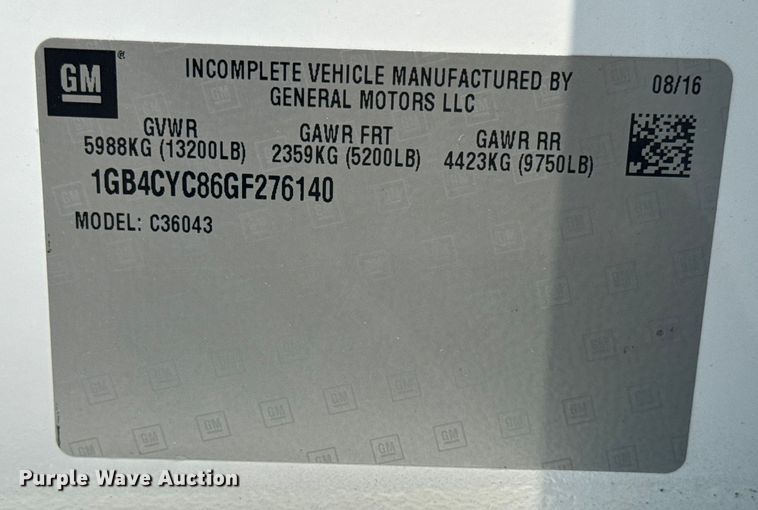 GM ®
INCOMPLETE VEHICLE MANUFACTURED BY
GENERAL MOTORS LLC
08/16
GVWR
5988KG (13200LB)
GAWR FRT
2359KG (5200LB)
GAWR RR
4423KG (9750LB)
1GB4CYC86GF276140
MODEL: C36043
Purple Wave Auction